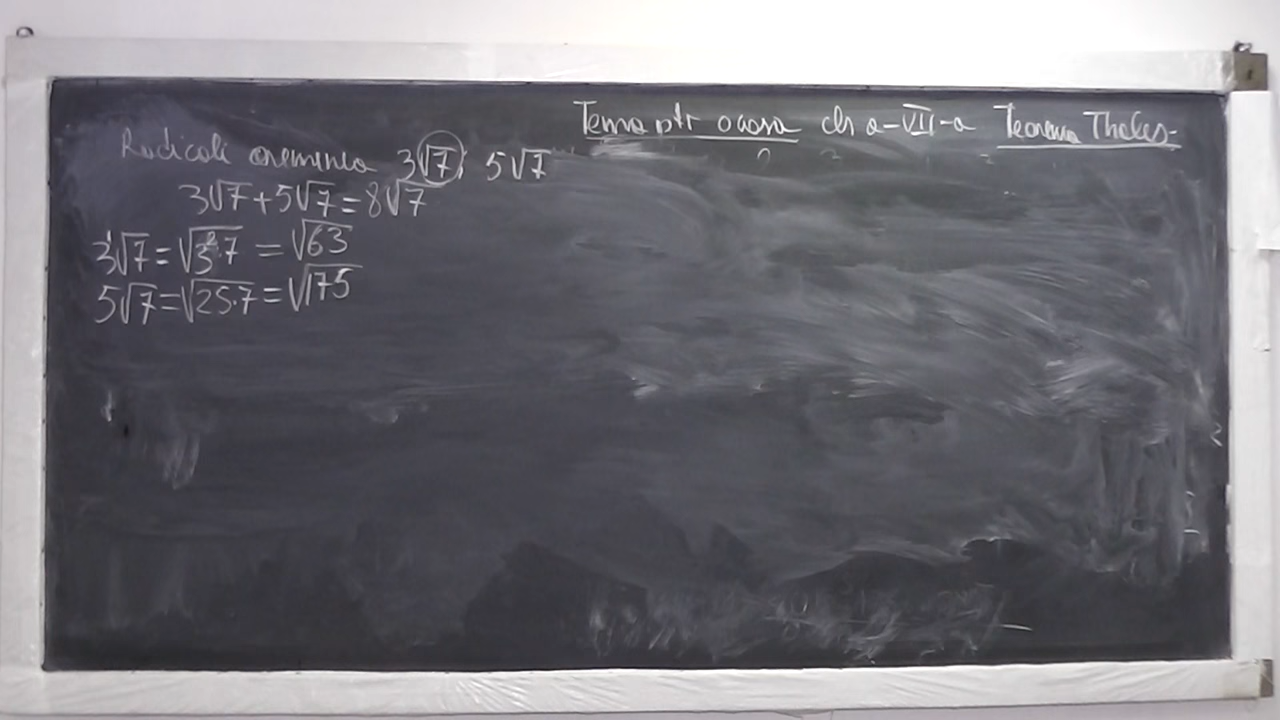 Tema ptr acasa cls a-VII-a Teorema Thales-
Radicali asemenea 3√7; 5√7
3√7+5√7=8√7
3√7=√3²·7 = √63
5√7=√25·7=√175